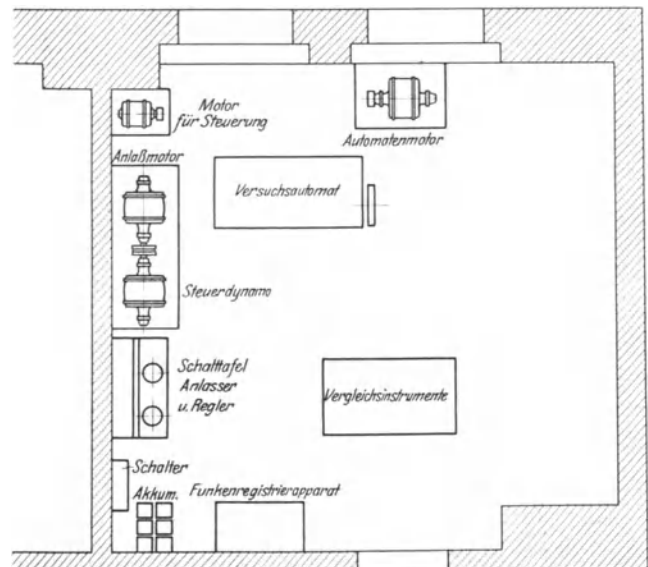 Motor
für Steuerung
Automatenmotor
Anlaßmotor
Versuchsautomat
Steuerdynamo
Schalttafel
Anlasser
u. Regler
Vergleichsinstrumente
Schalter
Akkum.
Funkenregistrierapparat